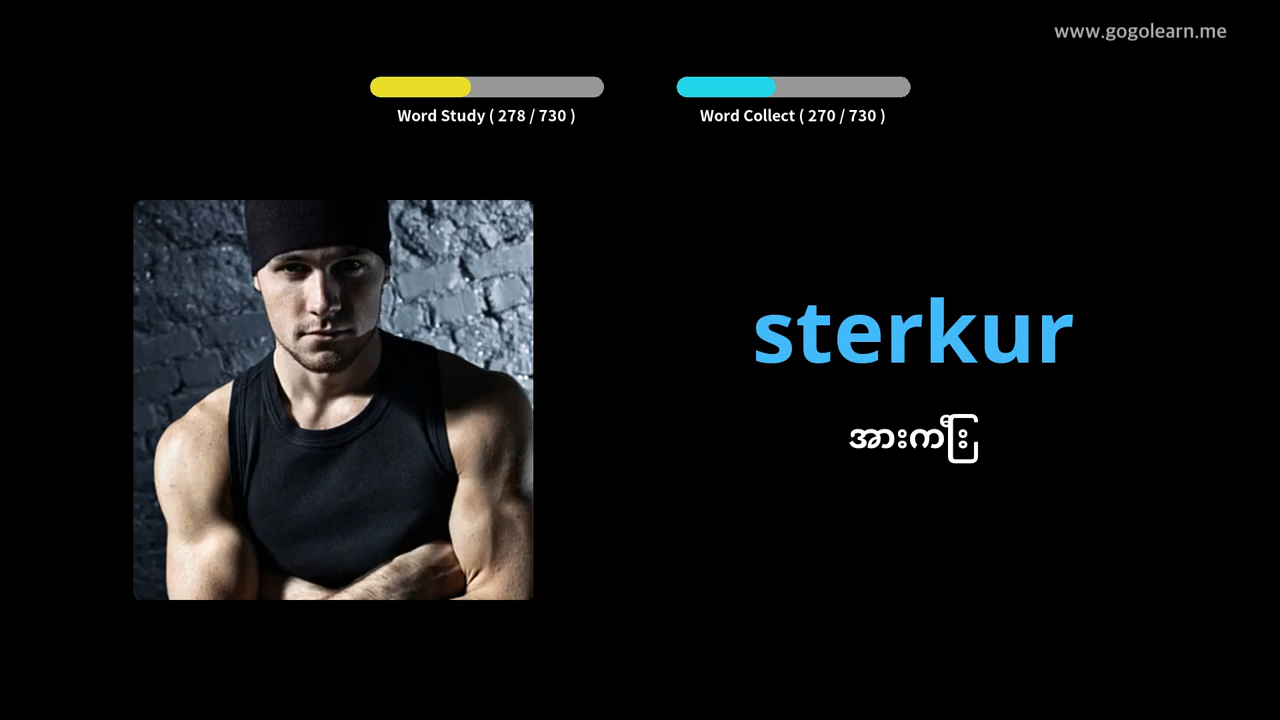 www.gogolearn.me
Word Study ( 278 / 730 )
Word Collect ( 270 / 730 )
sterkur
အားကြီး